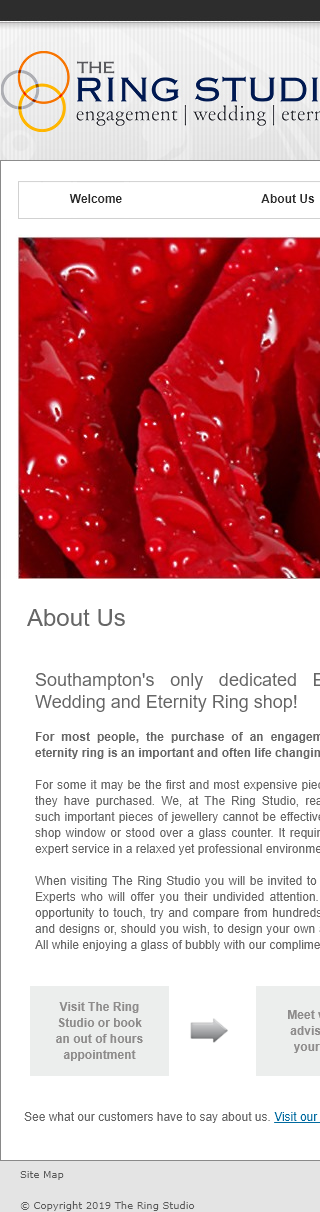 THE
RING STUDI
engagement | wedding | etern
Welcome
About Us
About Us
Southampton's only dedicated E
Wedding and Eternity Ring shop!
For most people, the purchase of an engagem
eternity ring is an important and often life changin
For some it may be the first and most expensive piec
they have purchased. We, at The Ring Studio, rea
such important pieces of jewellery cannot be effective
shop window or stood over a glass counter. It requir
expert service in a relaxed yet professional environme
When visiting The Ring Studio you will be invited to
Experts who will offer you their undivided attention.
opportunity to touch, try and compare from hundreds
and designs or, should you wish, to design your own
All while enjoying a glass of bubbly with our complime
Visit The Ring
Studio or book
an out of hours
appointment
Meet
advis
your
See what our customers have to say about us. Visit our
Site Map
© Copyright 2019 The Ring Studio